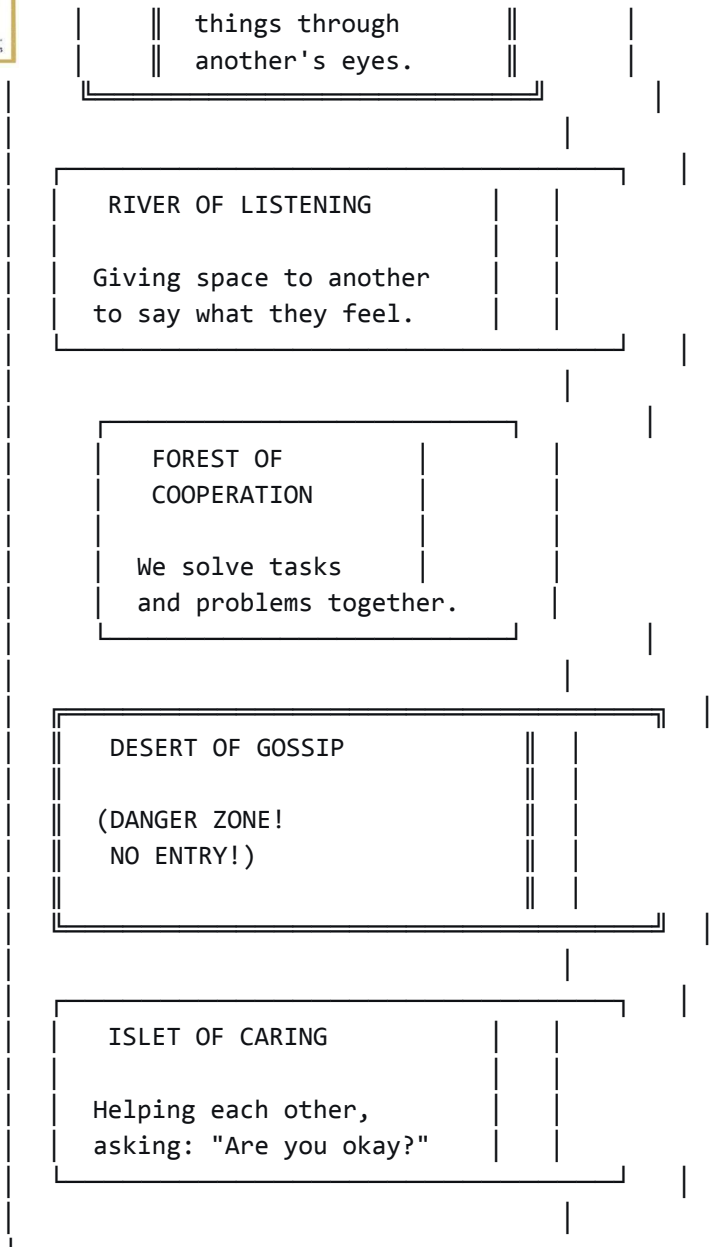 things through
another's eyes.
RIVER OF LISTENING
Giving space to another
to say what they feel.
FOREST OF
COOPERATION
We solve tasks
and problems together.
DESERT OF GOSSIP
(DANGER ZONE!
NO ENTRY!)
ISLET OF CARING
Helping each other,
asking: "Are you okay?"